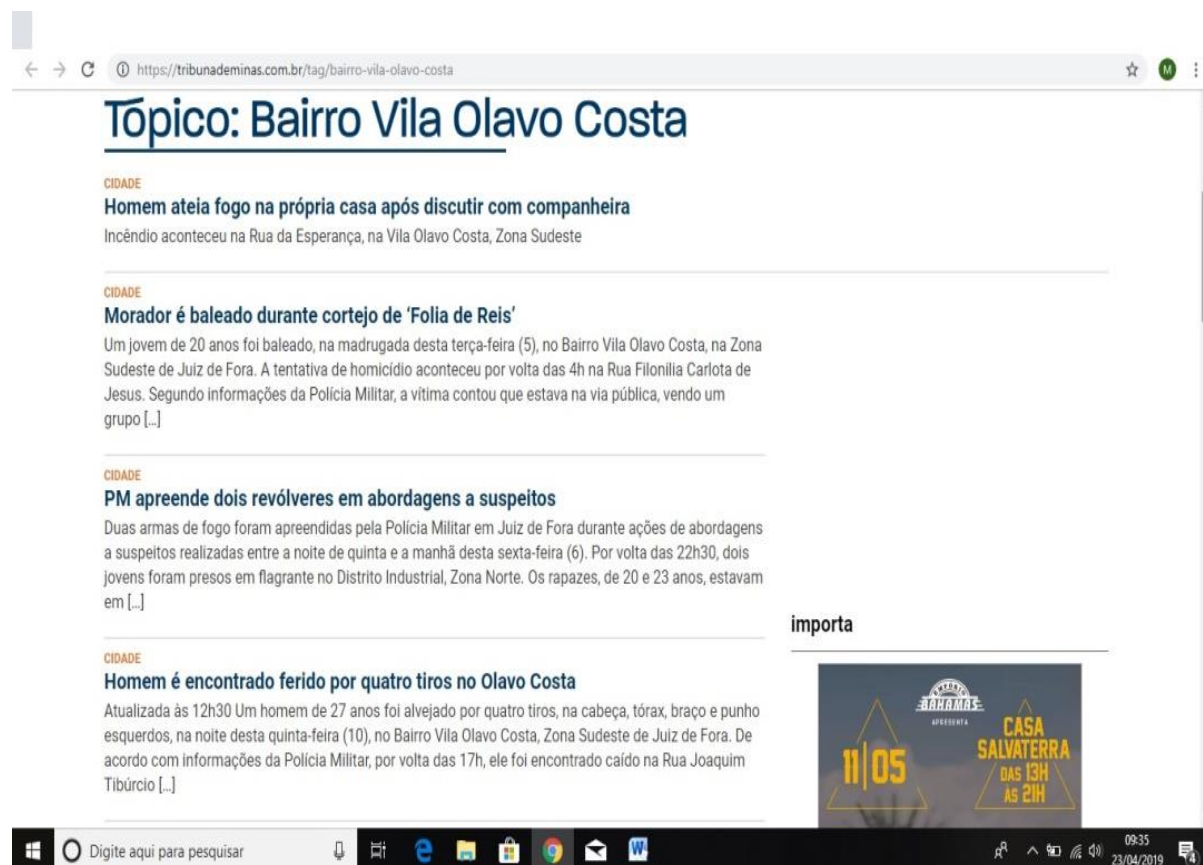 https://tribunademinas.com.br/tag/bairro-vila-olavo-costa
M
Tópico: Bairro Vila Olavo Costa
CIDADE
Homem ateia fogo na própria casa após discutir com companheira
Incêndio aconteceu na Rua da Esperança, na Vila Olavo Costa, Zona Sudeste
CIDADE
Morador é baleado durante cortejo de ‘Folia de Reis’
Um jovem de 20 anos foi baleado, na madrugada desta terça-feira (5), no Bairro Vila Olavo Costa, na Zona
Sudeste de Juiz de Fora. A tentativa de homicídio aconteceu por volta das 4h na Rua Filonilia Carlota de
Jesus. Segundo informações da Polícia Militar, a vítima contou que estava na via pública, vendo um
grupo [...]
CIDADE
PM apreende dois revólveres em abordagens a suspeitos
Duas armas de fogo foram apreendidas pela Polícia Militar em Juiz de Fora durante ações de abordagens
a suspeitos realizadas entre a noite de quinta e a manhã desta sexta-feira (6). Por volta das 22h30, dois
jovens foram presos em flagrante no Distrito Industrial, Zona Norte. Os rapazes, de 20 e 23 anos, estavam
em [...]
CIDADE
Homem é encontrado ferido por quatro tiros no Olavo Costa
Atualizada às 12h30 Um homem de 27 anos foi alvejado por quatro tiros, na cabeça, tórax, braço e punho
esquerdos, na noite desta quinta-feira (10), no Bairro Vila Olavo Costa, Zona Sudeste de Juiz de Fora. De
acordo com informações da Polícia Militar, por volta das 17h, ele foi encontrado caído na Rua Joaquim
Tibúrcio [...]
importa
BAHAMAS
APRESENTA
11|05
CASA
SALVATERRA
DAS 13H
ÀS 21H
Digite aqui para pesquisar
09:35
23/04/2019